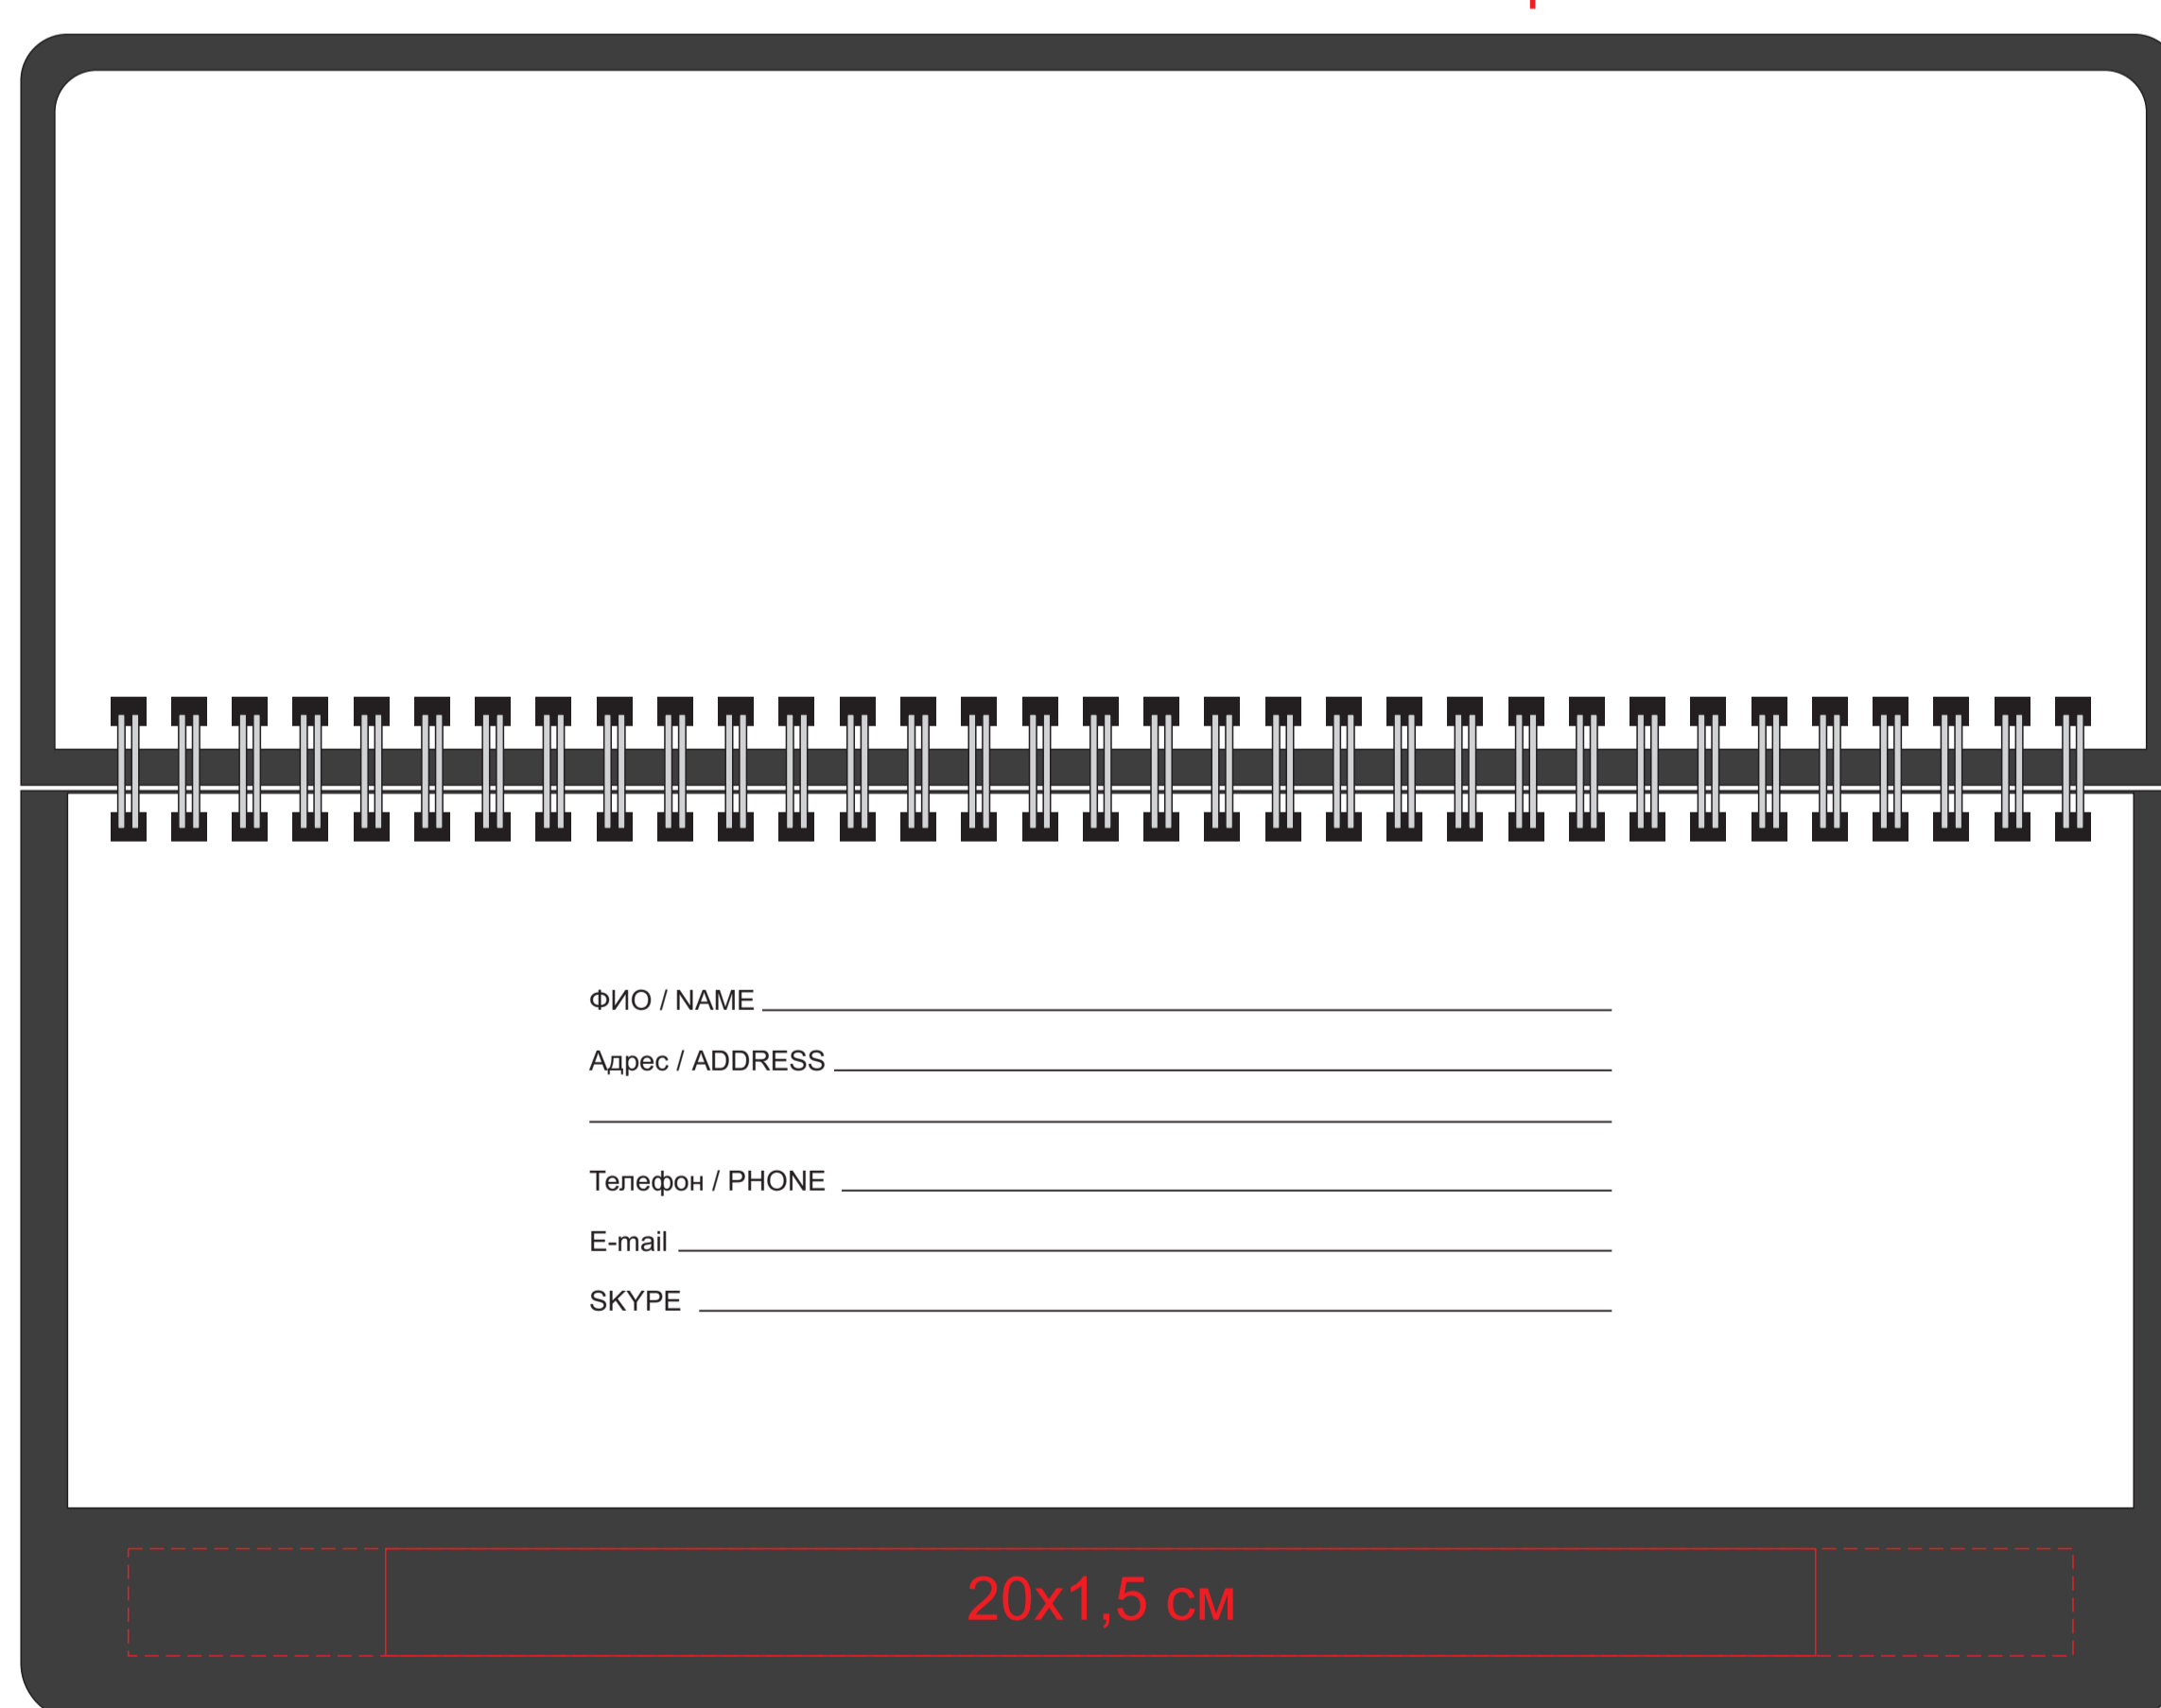 ФИО / NAME
Адрес / ADDRESS
Телефон / PHONE
E-mail
SKYPE
20x1,5 см